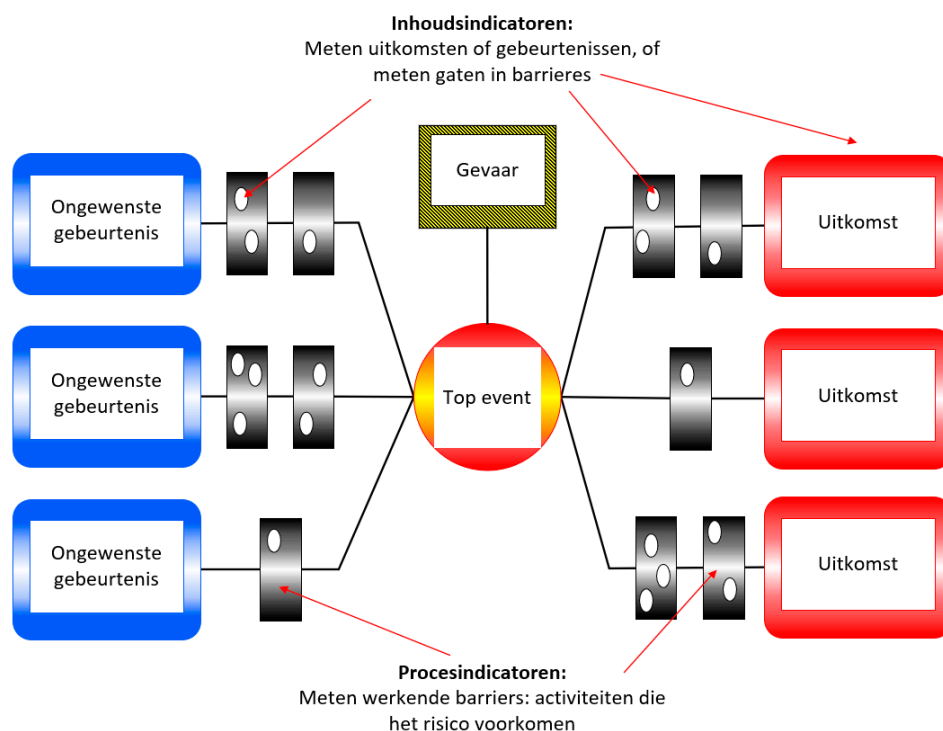 Inhoudsindicatoren:
Meten uitkomsten of gebeurtenissen, of
meten gaten in barrieres
Gevaar
Ongewenste
gebeurtenis
Uitkomst
Ongewenste
gebeurtenis
Top event
Uitkomst
Ongewenste
gebeurtenis
Uitkomst
Procesindicatoren:
Meten werkende barriers: activiteiten die
het risico voorkomen